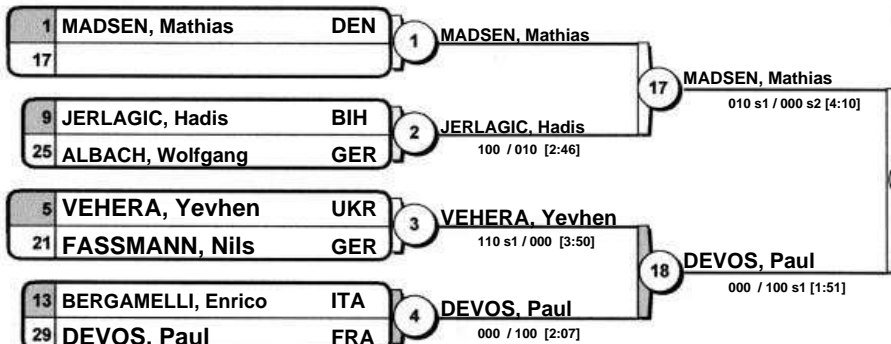 1 MADSEN, Mathias DEN
17
1
MADSEN, Mathias
9 JERLAGIC, Hadis BIH
25 ALBACH, Wolfgang GER
2
JERLAGIC, Hadis
100 / 010 [2:46]
17
MADSEN, Mathias
010 s1 / 000 s2 [4:10]
5 VEHERA, Yevhen UKR
21 FASSMANN, Nils GER
3
VEHERA, Yevhen
110 s1 / 000 [3:50]
13 BERGAMELLI, Enrico ITA
29 DEVOS, Paul FRA
4
DEVOS, Paul
000 / 100 [2:07]
18
DEVOS, Paul
000 / 100 s1 [1:51]